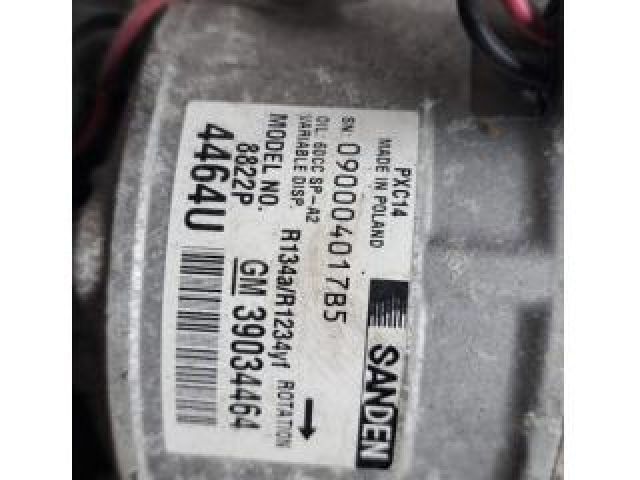 PXC14
MADE IN POLAND
SANDEN
SN: 090004017B5
OIL: 60CC SP-A2
VARIABLE DISP
R134a/R1234yf
ROTATION
MODEL NO.
8822P
GM 39034464
4464U